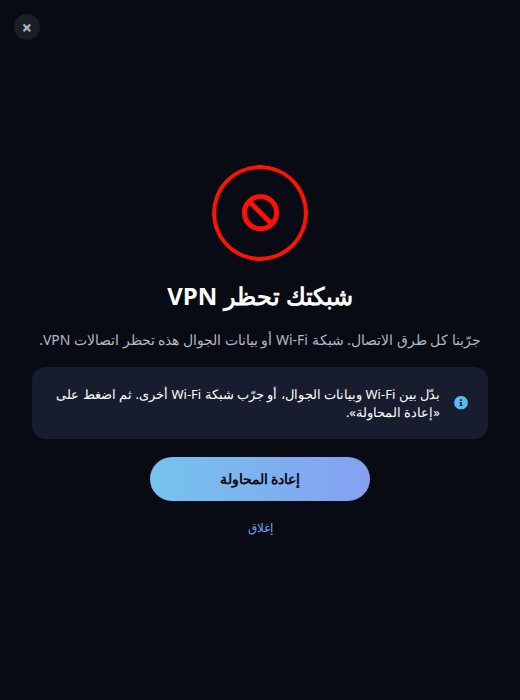 شبكتك تحظر VPN
جرّبنا كل طرق الاتصال. شبكة Wi-Fi أو بيانات الجوال هذه تحظر اتصالات VPN.
بدّل بين Wi-Fi وبيانات الجوال، أو جرّب شبكة Wi-Fi أخرى. ثم اضغط على
«إعادة المحاولة».
إعادة المحاولة
إغلاق